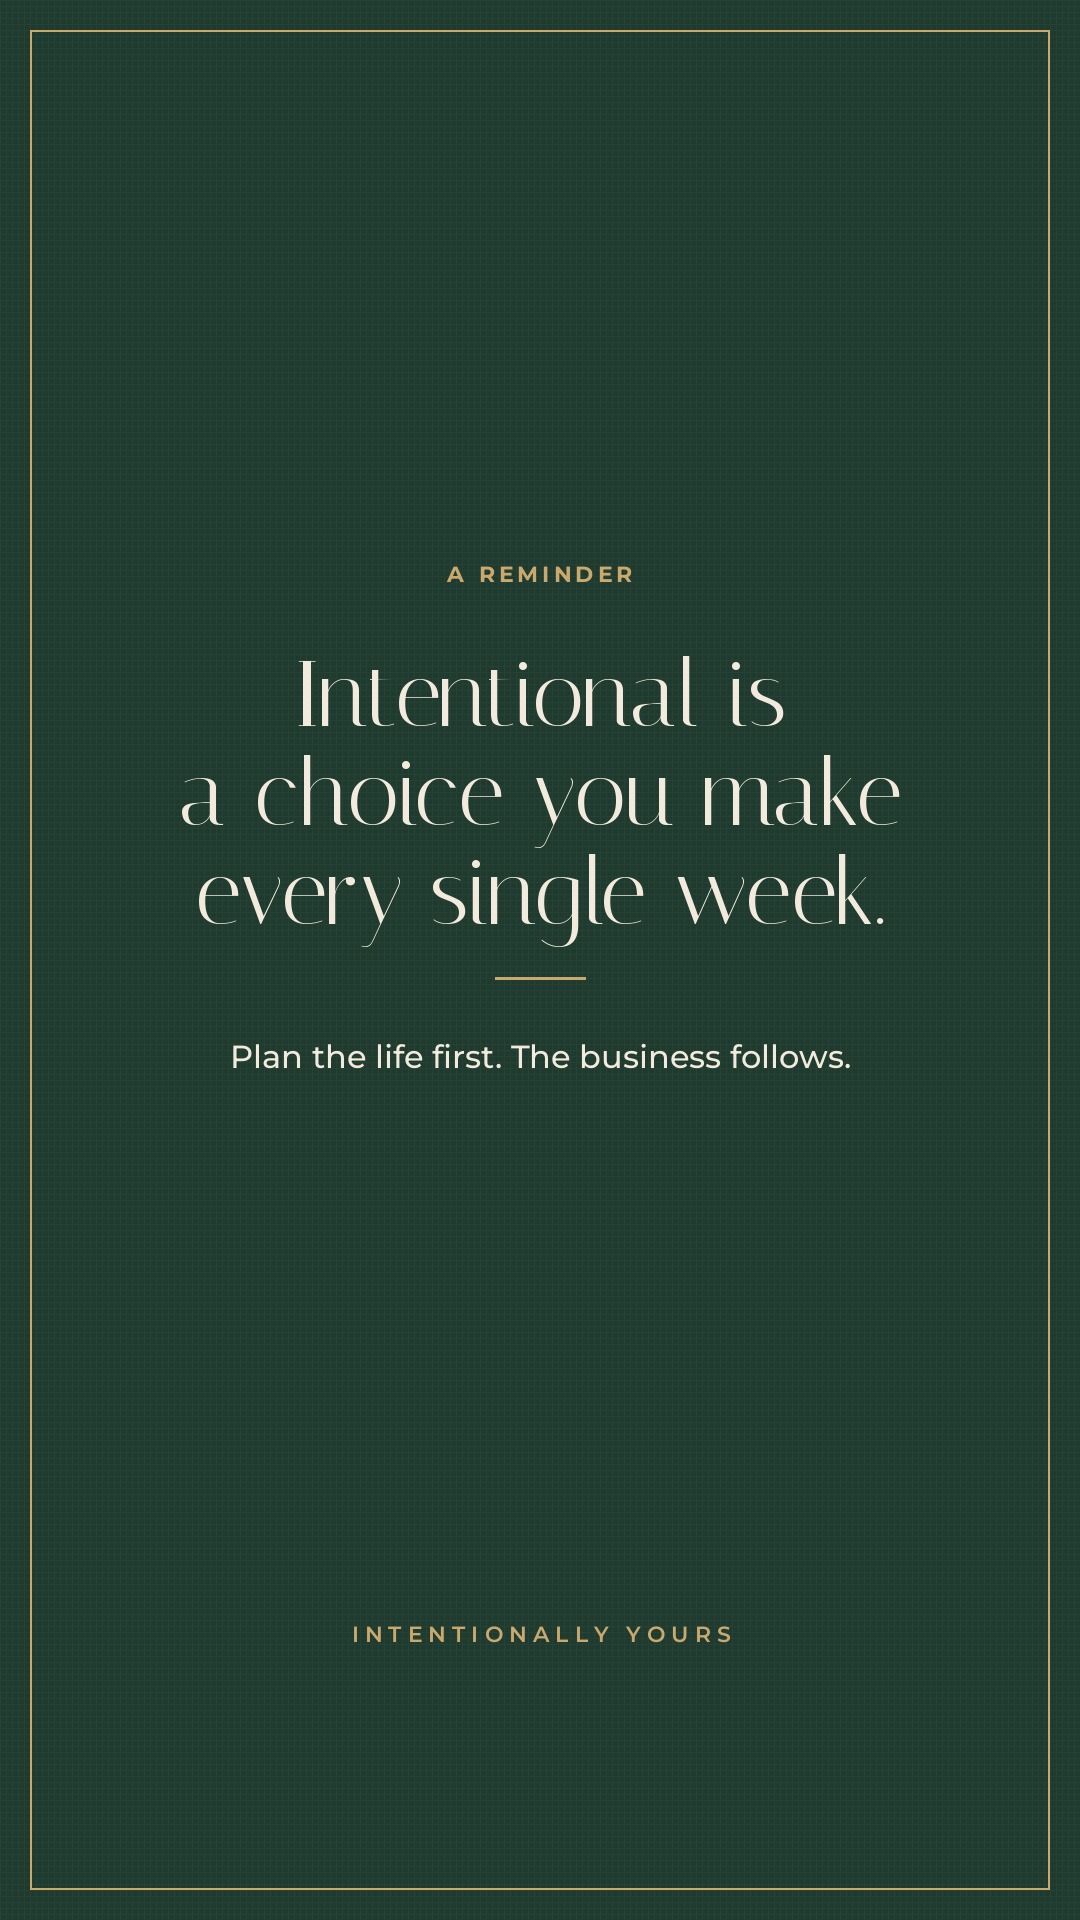 A REMINDER
Intentional is
a choice you make
every single week.
Plan the life first. The business follows.
INTENTIONALLY YOURS